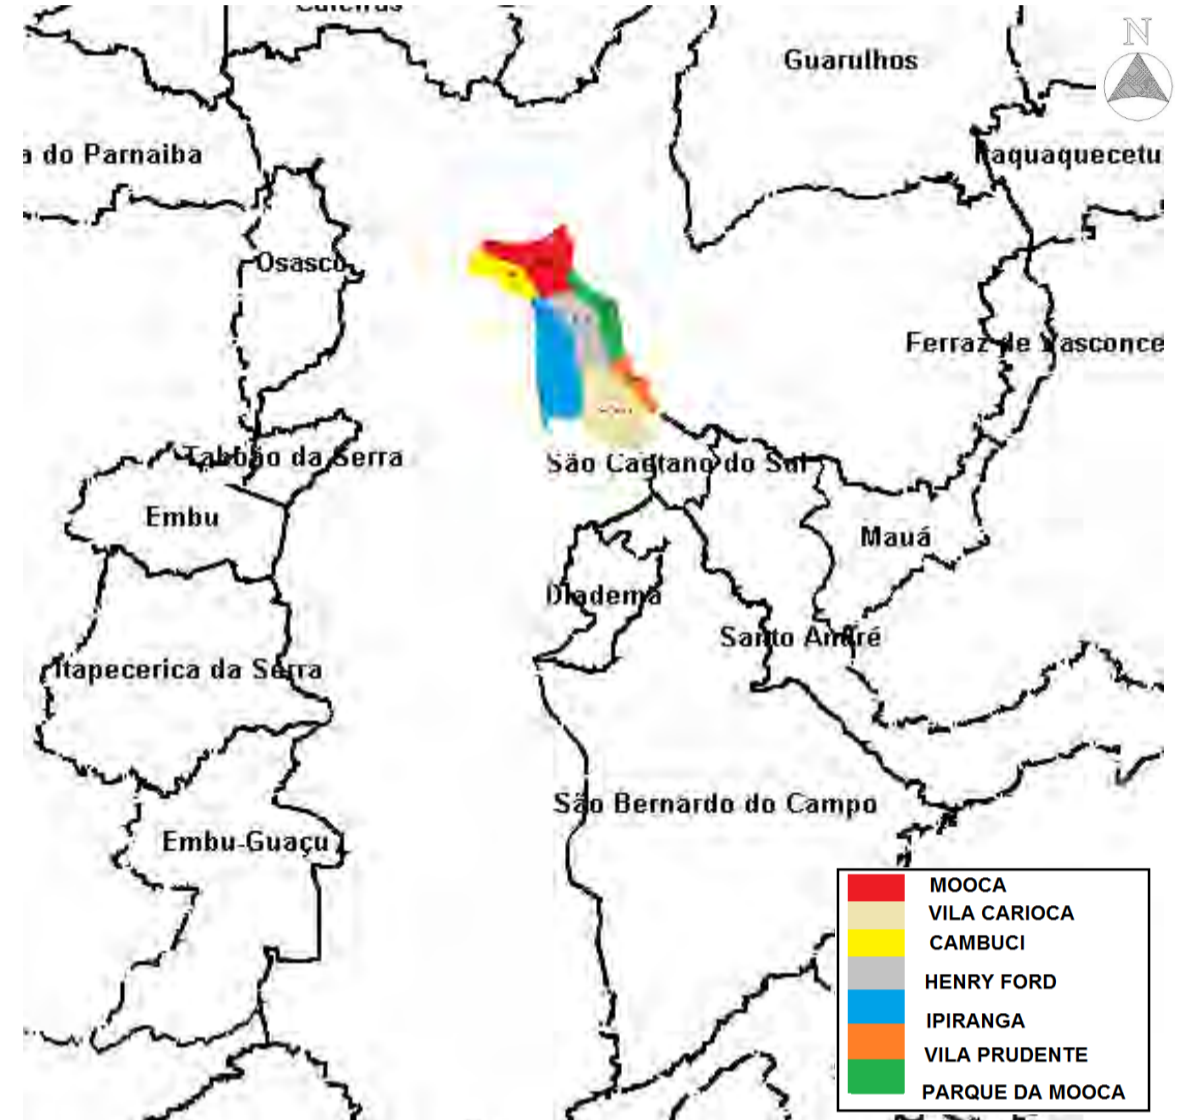 N
Guarulhos
a do Parnaiba
aquaquecetu
Osasco
Ferraz de Vasconce
Taboão da Serra
São Caetano do Sul
Embu
Mauá
Diadema
Santo André
Itapecerica da Serra
São Bernardo do Campo
Embu-Guaçu
MOOCA
VILA CARIOCA
CAMBUCI
HENRY FORD
IPIRANGA
VILA PRUDENTE
PARQUE DA MOOCA